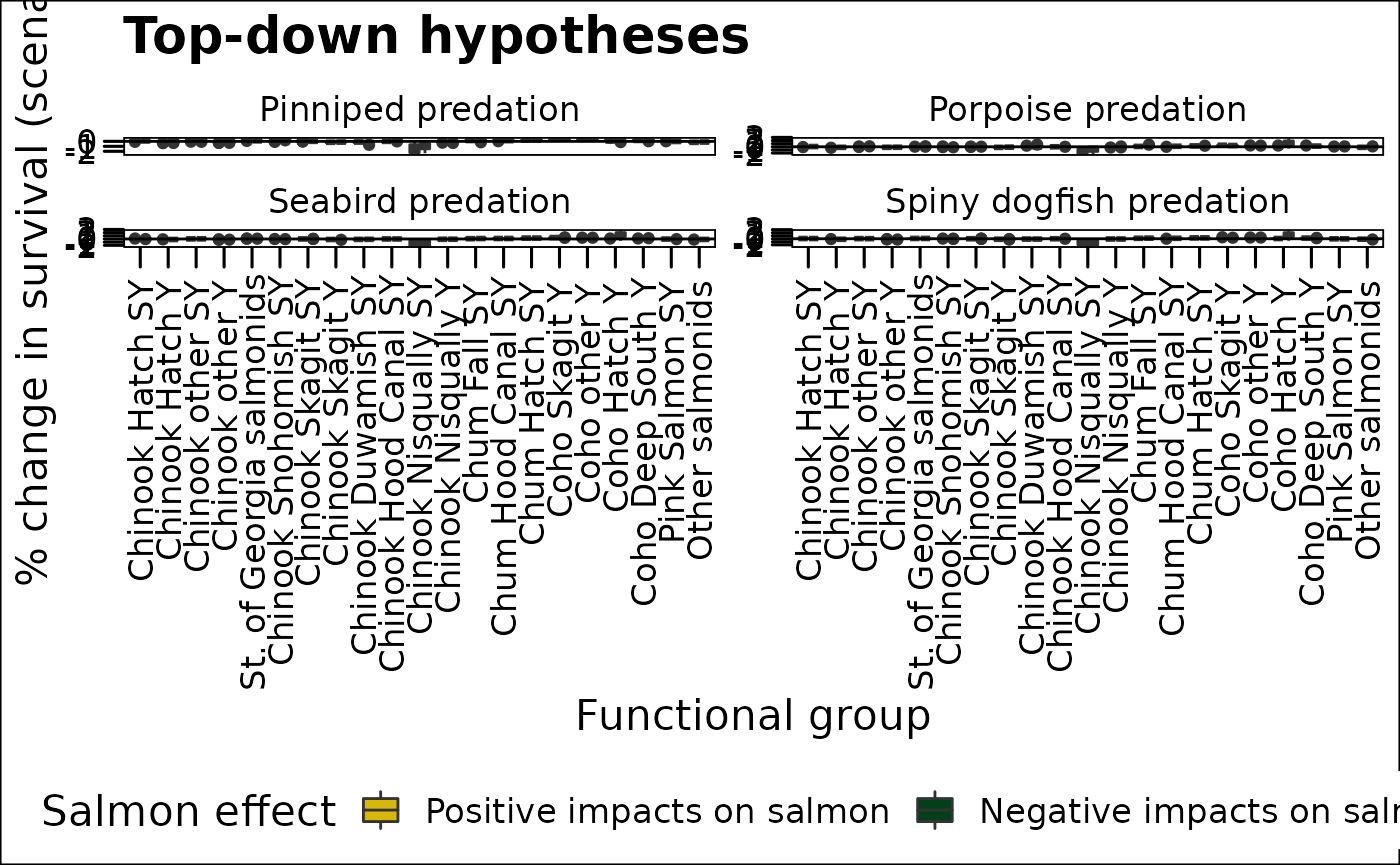 Top-down hypotheses
% change in survival (scena
Pinniped predation
Porpoise predation
Seabird predation
Spiny dogfish predation
Chinook Hatch SY
Chinook Hatch Y
Chinook other SY
Chinook other Y
St. of Georgia salmonids
Chinook Snohomish SY
Chinook Skagit SY
Chinook Skagit Y
Chinook Duwamish SY
Chinook Hood Canal SY
Chinook Nisqually SY
Chinook Nisqually Y
Chum Fall SY
Chum Hood Canal SY
Chum Hatch SY
Coho Skagit Y
Coho other Y
Coho Hatch Y
Coho Deep South Y
Pink Salmon SY
Other salmonids
Chinook Hatch SY
Chinook Hatch Y
Chinook other SY
Chinook other Y
St. of Georgia salmonids
Chinook Snohomish SY
Chinook Skagit SY
Chinook Skagit Y
Chinook Duwamish SY
Chinook Hood Canal SY
Chinook Nisqually SY
Chinook Nisqually Y
Chum Fall SY
Chum Hood Canal SY
Chum Hatch SY
Coho Skagit Y
Coho other Y
Coho Hatch Y
Coho Deep South Y
Pink Salmon SY
Other salmonids
Functional group
Salmon effect Positive impacts on salmon Negative impacts on sal